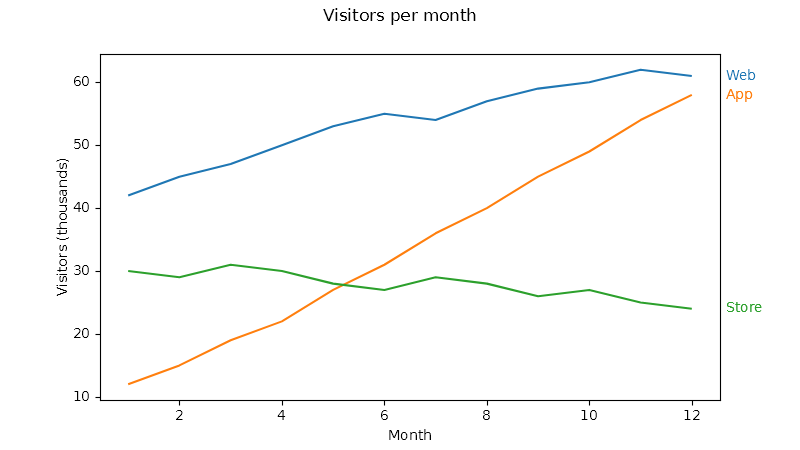 Visitors per month
Web
App
Store
60
50
40
30
20
10
Visitors (thousands)
2 4 6 8 10 12
Month